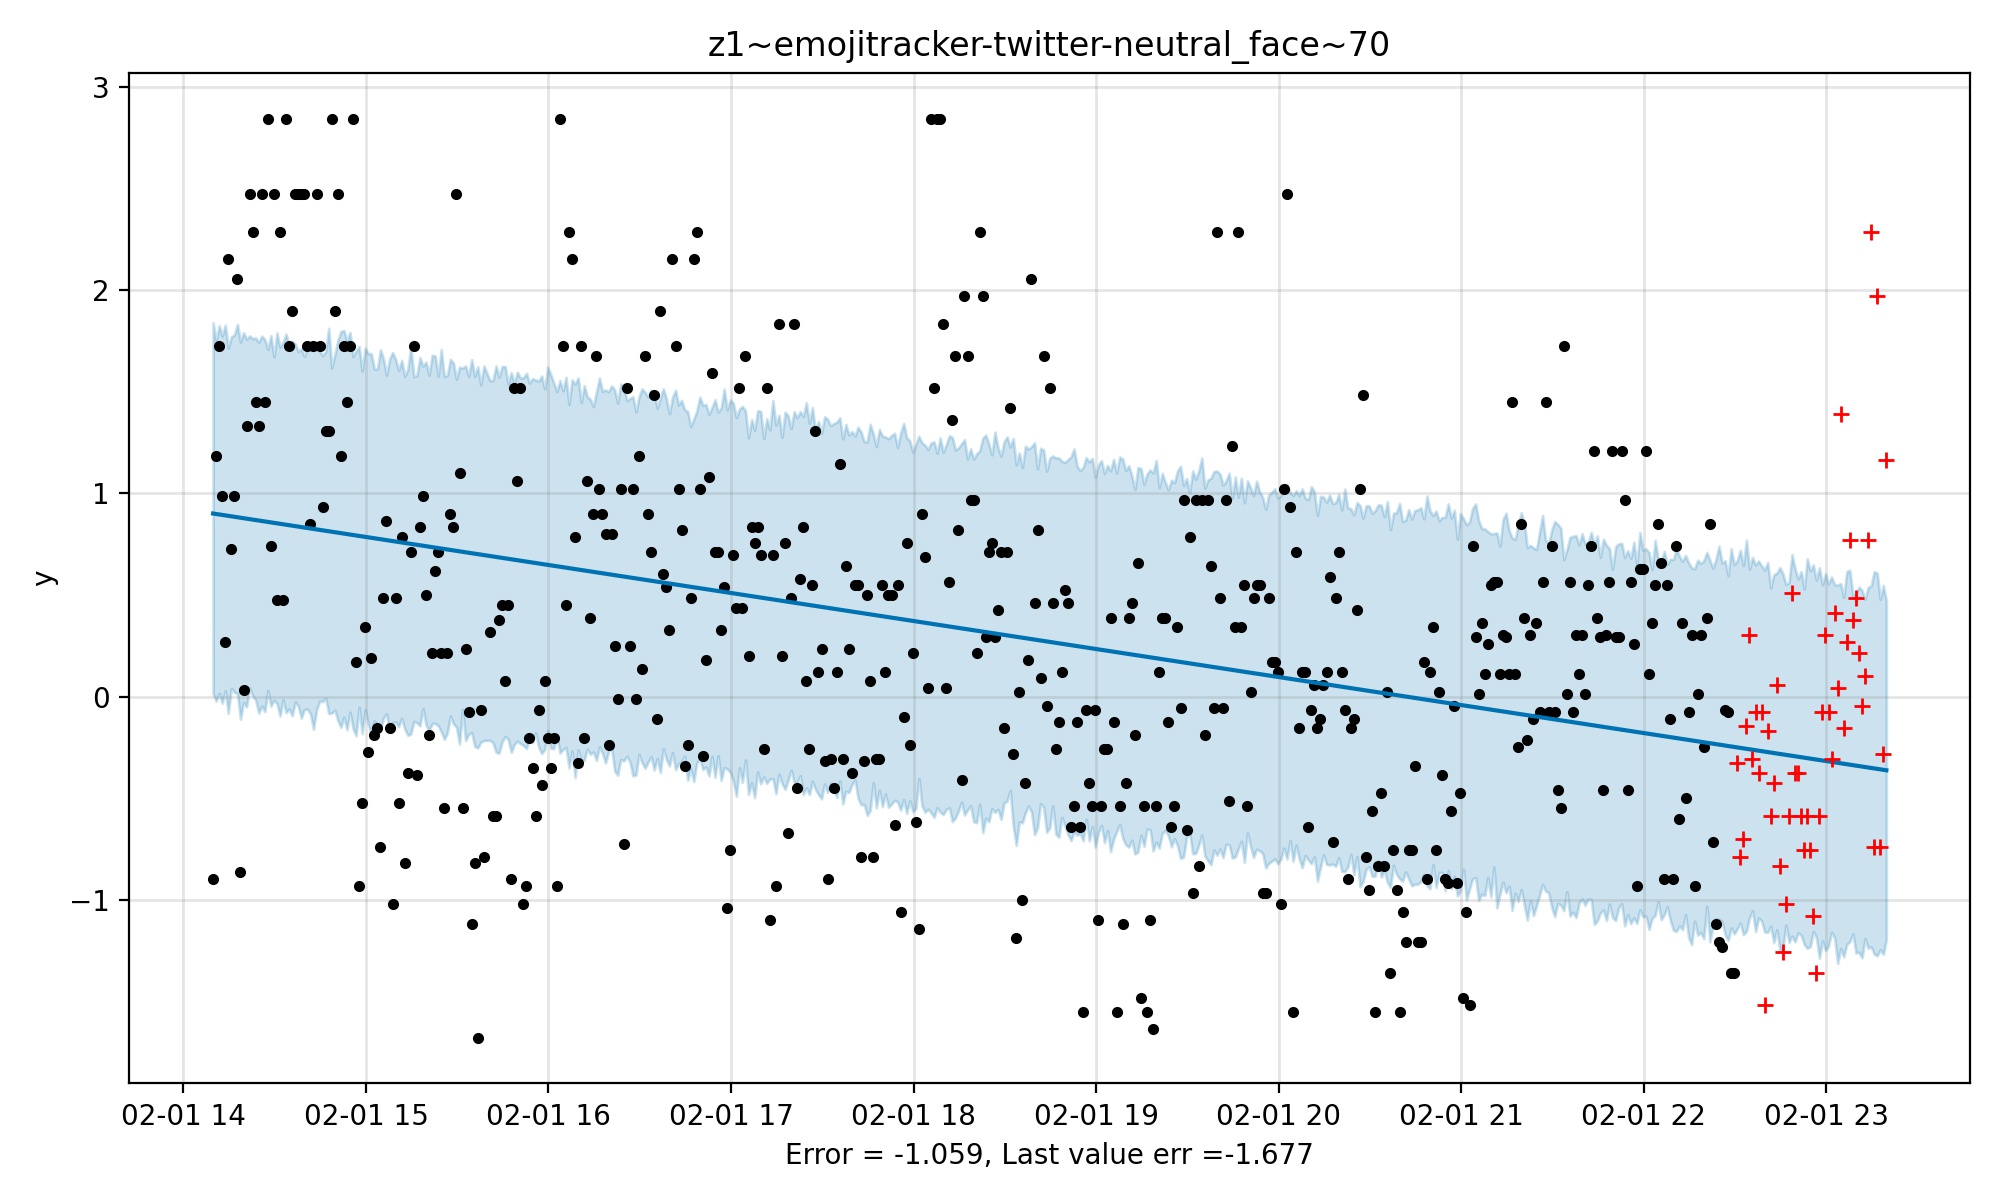 z1~emojitracker-twitter-neutral_face~70
3
2
1
0
−1
y
02-01 14 02-01 15 02-01 16 02-01 17 02-01 18 02-01 19 02-01 20 02-01 21 02-01 22 02-01 23
Error = -1.059, Last value err =-1.677